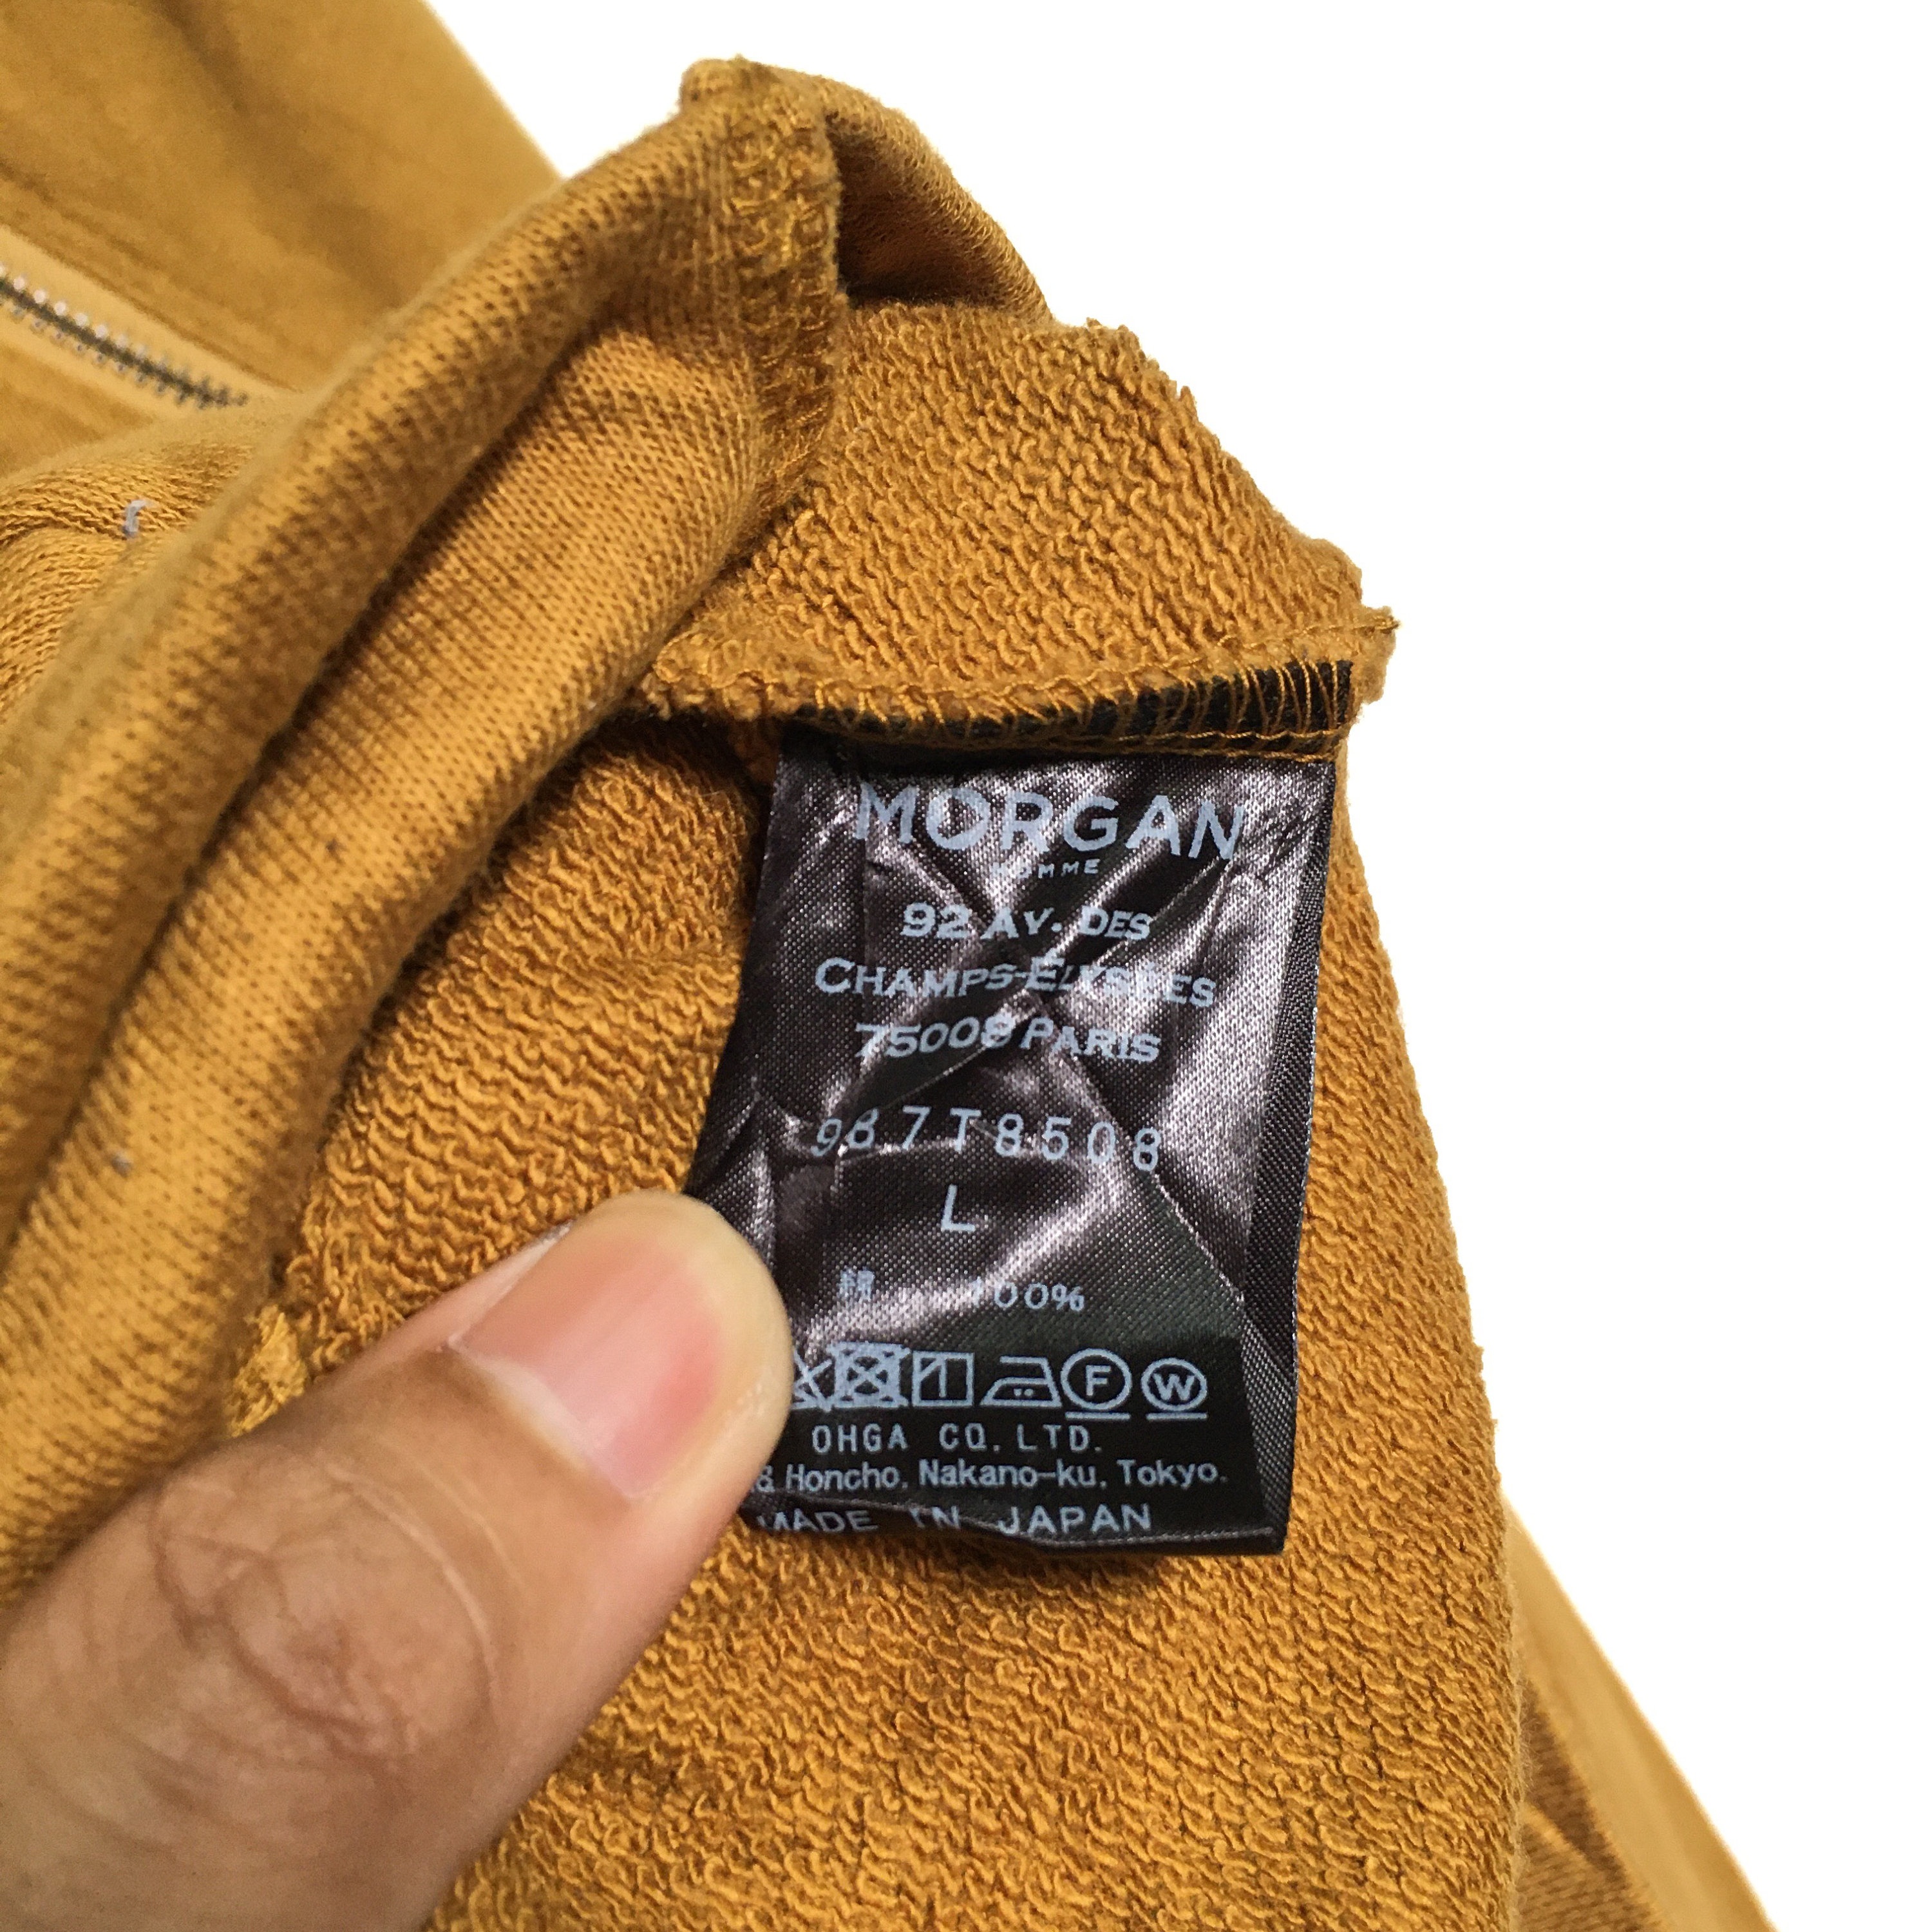 MORGAN
HOMME
92 AV. DES
CHAMPS-ELYSEES
75008 PARIS
987T8508
L
綿 100%
F W
OHGA CO. LTD.
& Honcho. Nakano-ku. Tokyo.
MADE IN JAPAN